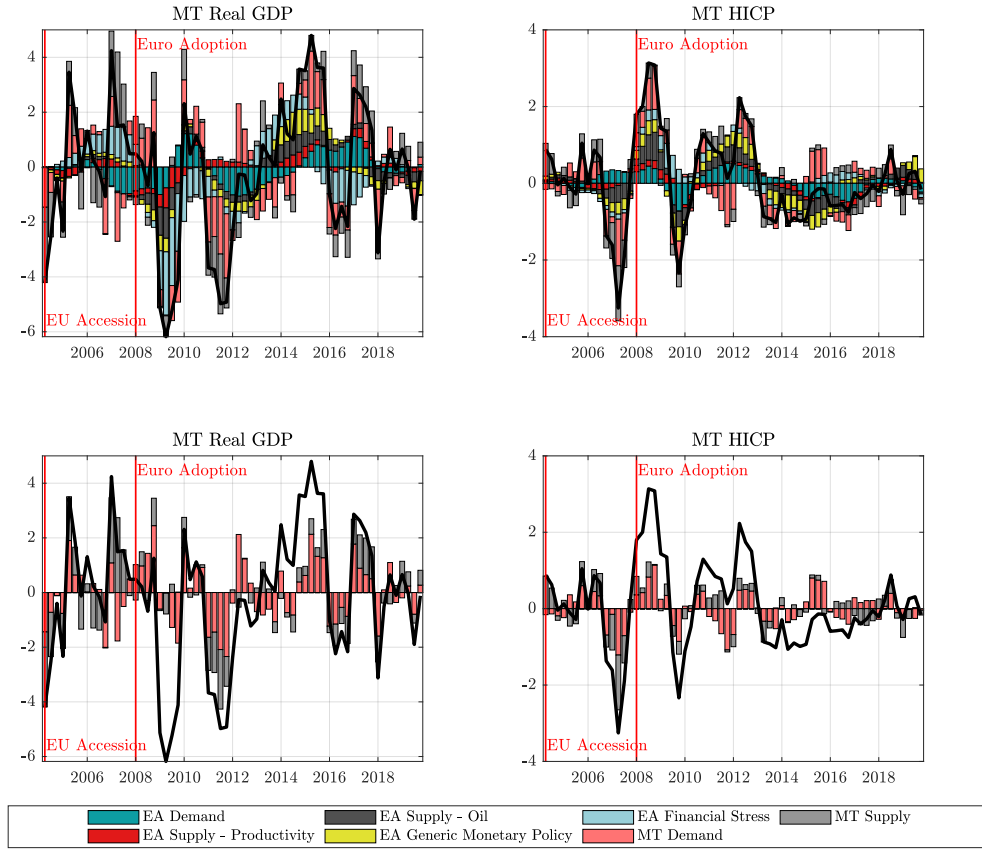 MT Real GDP
Euro Adoption
4
2
0
-2
-4
-6
EU Accession
2006 2008 2010 2012 2014 2016 2018
MT HICP
Euro Adoption
4
2
0
-2
-4
EU Accession
2006 2008 2010 2012 2014 2016 2018
MT Real GDP
Euro Adoption
4
2
0
-2
-4
-6
EU Accession
2006 2008 2010 2012 2014 2016 2018
MT HICP
Euro Adoption
4
2
0
-2
-4
EU Accession
2006 2008 2010 2012 2014 2016 2018
EA Demand EA Supply - Oil EA Financial Stress MT Supply
EA Supply - Productivity EA Generic Monetary Policy MT Demand